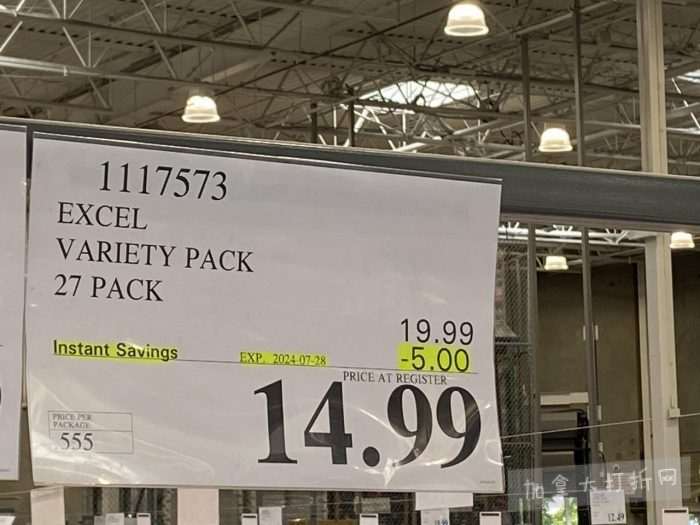 1117573
EXCEL
VARIETY PACK
27 PACK
19.99
Instant Savings EXP. 2024-07-28 -5.00
PRICE AT REGISTER
14.99
PRICE PER
PACKAGE
555
加拿大打折网
12.49